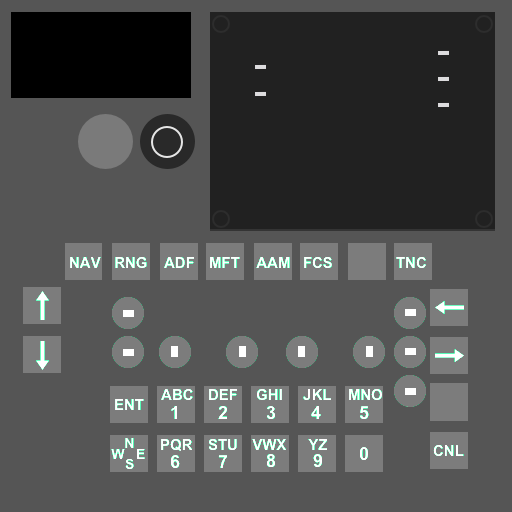 NAV RNG ADF MFT AAM FCS TNC
ENT ABC DEF GHI JKL MNO
1 2 3 4 5
N
W E
S
PQR STU VWX YZ
6 7 8 9 0
CNL